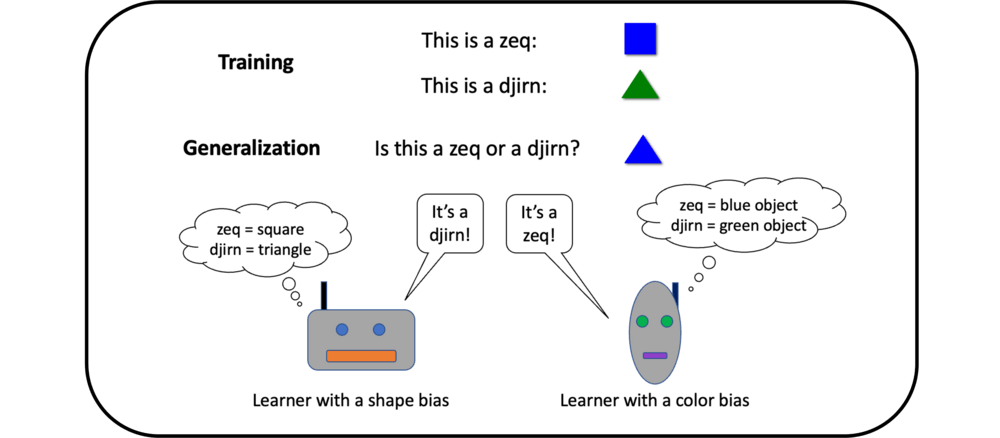 Training
This is a zeq:
This is a djirn:
Generalization
Is this a zeq or a djirn?
zeq = square
djirn = triangle
It's a
djirn!
It's a
zeq!
zeq = blue object
djirn = green object
Learner with a shape bias
Learner with a color bias